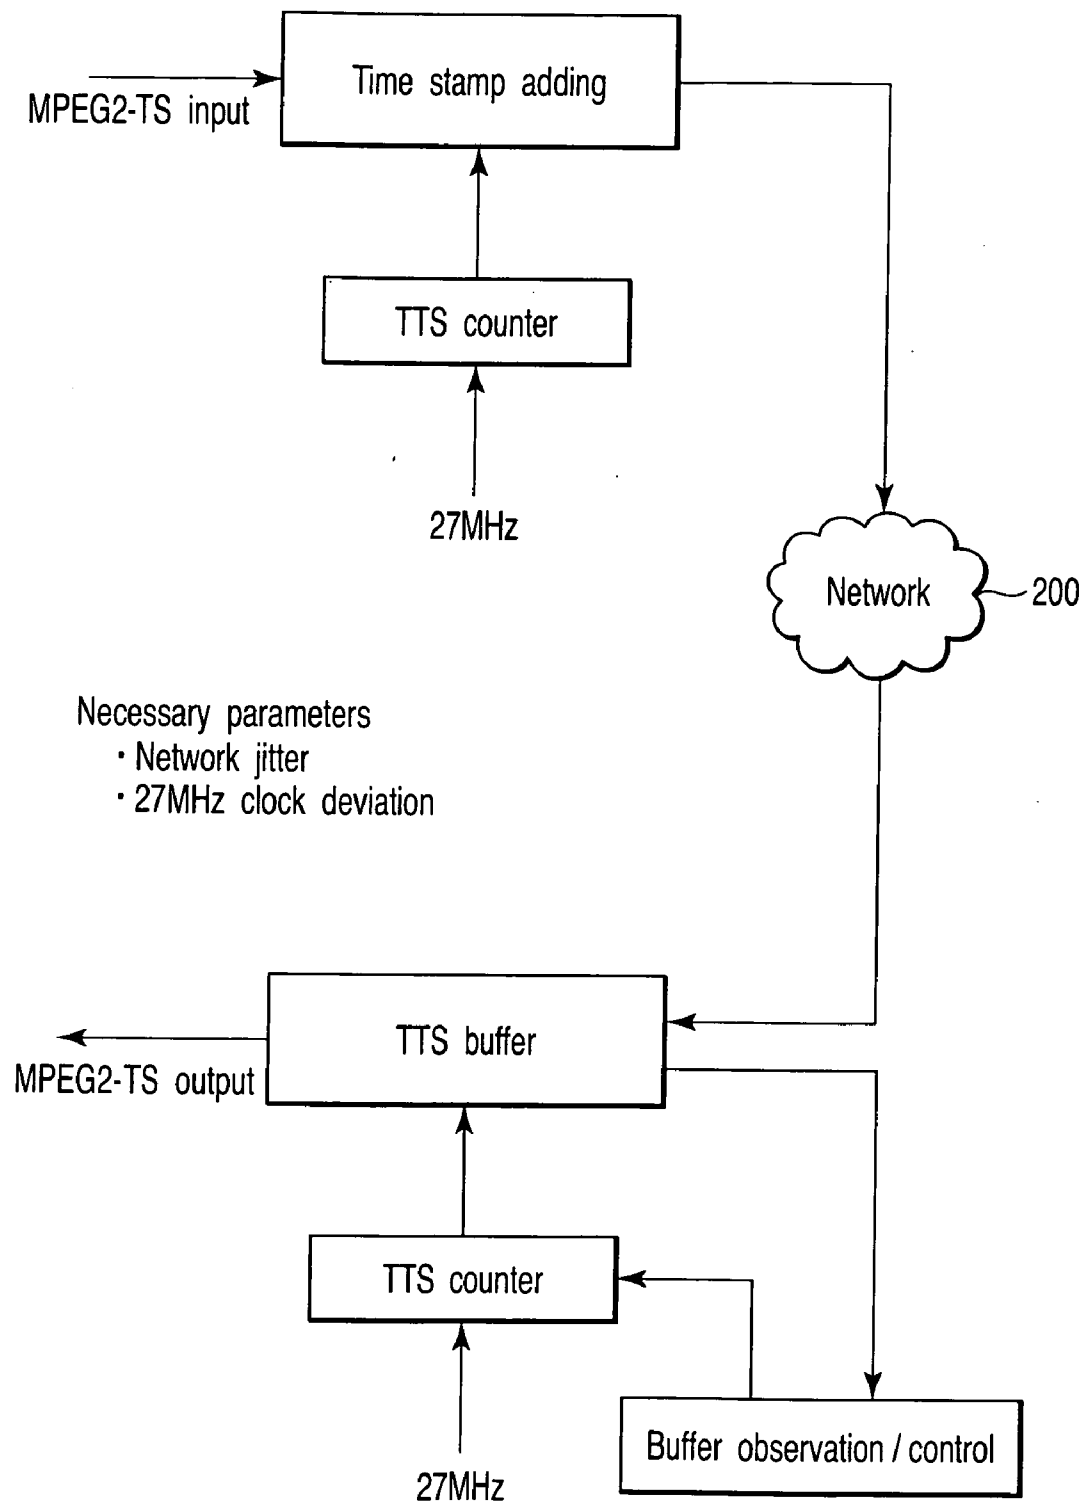 Time stamp adding
MPEG2-TS input
TTS counter
27MHz
Network
200
Necessary parameters
· Network jitter
· 27MHz clock deviation
TTS buffer
MPEG2-TS output
TTS counter
Buffer observation / control
27MHz